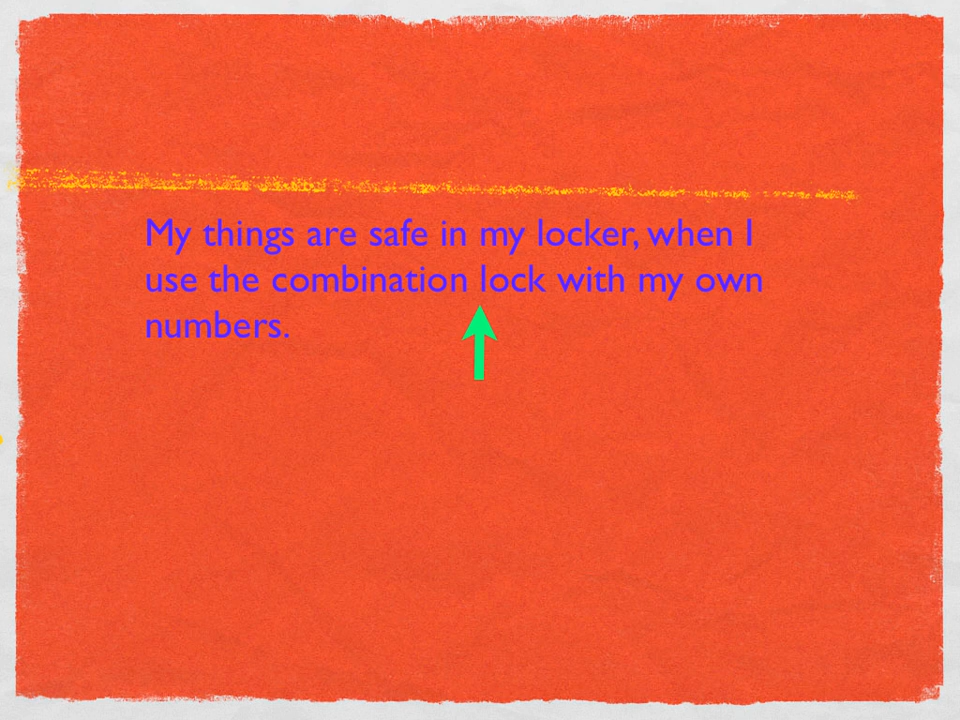 My things are safe in my locker, when I
use the combination lock with my own
numbers.